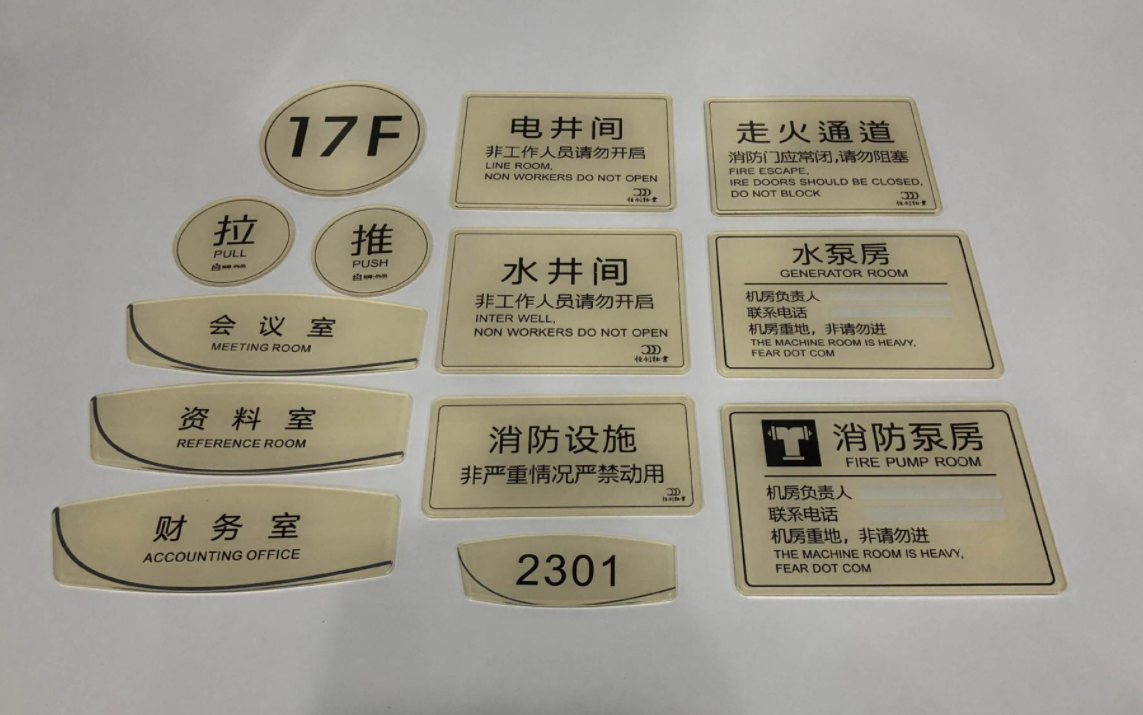 17F
拉
PULL
推
PUSH
会议室
MEETING ROOM
资料室
REFERENCE ROOM
财务室
ACCOUNTING OFFICE
电井间
非工作人员请勿开启
LINE ROOM,
NON WORKERS DO NOT OPEN
水井间
非工作人员请勿开启
INTER WELL,
NON WORKERS DO NOT OPEN
消防设施
非严重情况严禁动用
2301
走火通道
消防门应常闭,请勿阻塞
FIRE ESCAPE,
IRE DOORS SHOULD BE CLOSED,
DO NOT BLOCK
水泵房
GENERATOR ROOM
机房负责人
联系电话
机房重地，非请勿进
THE MACHINE ROOM IS HEAVY,
FEAR DOT COM
消防泵房
FIRE PUMP ROOM
机房负责人
联系电话
机房重地，非请勿进
THE MACHINE ROOM IS HEAVY,
FEAR DOT COM